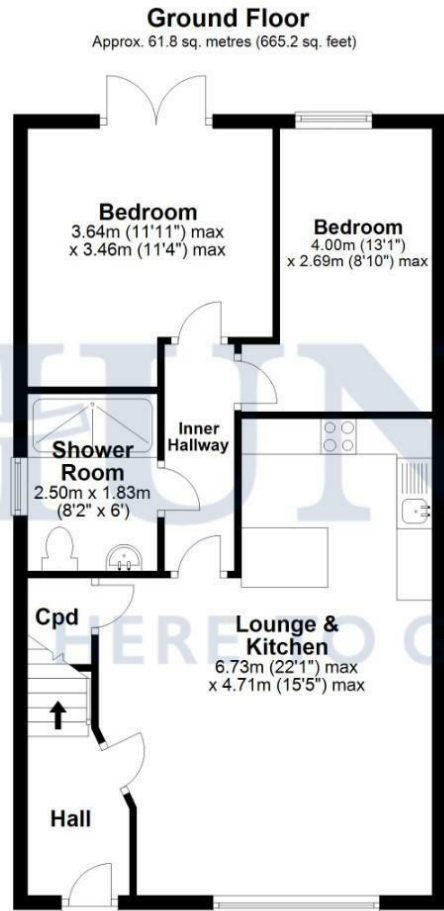 Ground Floor
Approx. 61.8 sq. metres (665.2 sq. feet)
Bedroom
3.64m (11'11") max
x 3.46m (11'4") max
Bedroom
4.00m (13'1")
x 2.69m (8'10") max
HUN
Inner
Hallway
Shower
Room
2.50m x 1.83m
(8'2" x 6')
Cpd
HERE TO G
Lounge &
Kitchen
6.73m (22'1") max
x 4.71m (15'5") max
Hall